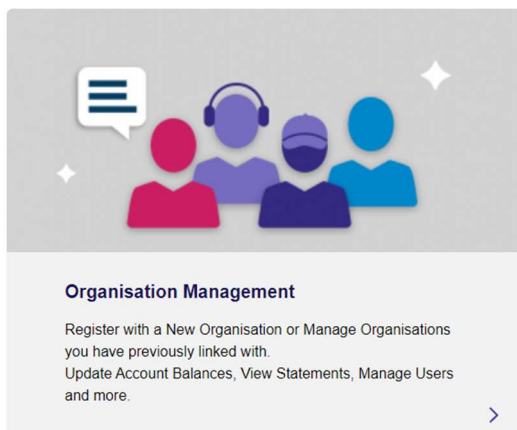 Organisation Management
Register with a New Organisation or Manage Organisations
you have previously linked with.
Update Account Balances, View Statements, Manage Users
and more.